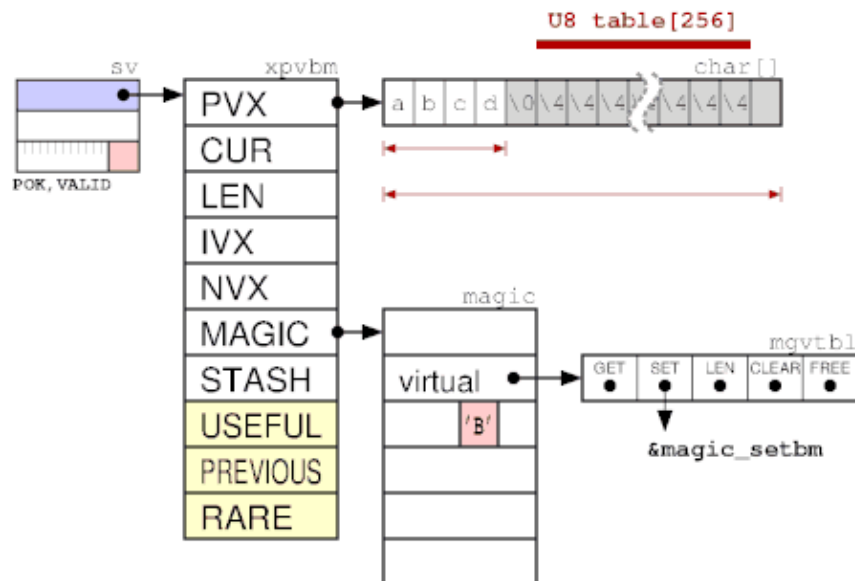 U8 table[256]
sv
xpvbm
char[]
PVX
a b c d \0 \4 \4 \4 \4 \4 \4
CUR
POK,VALID
LEN
IVX
NVX
magic
MAGIC
mgvtbl
STASH
virtual
GET SET LEN CLEAR FREE
USEFUL
'B'
&magic_setbm
PREVIOUS
RARE